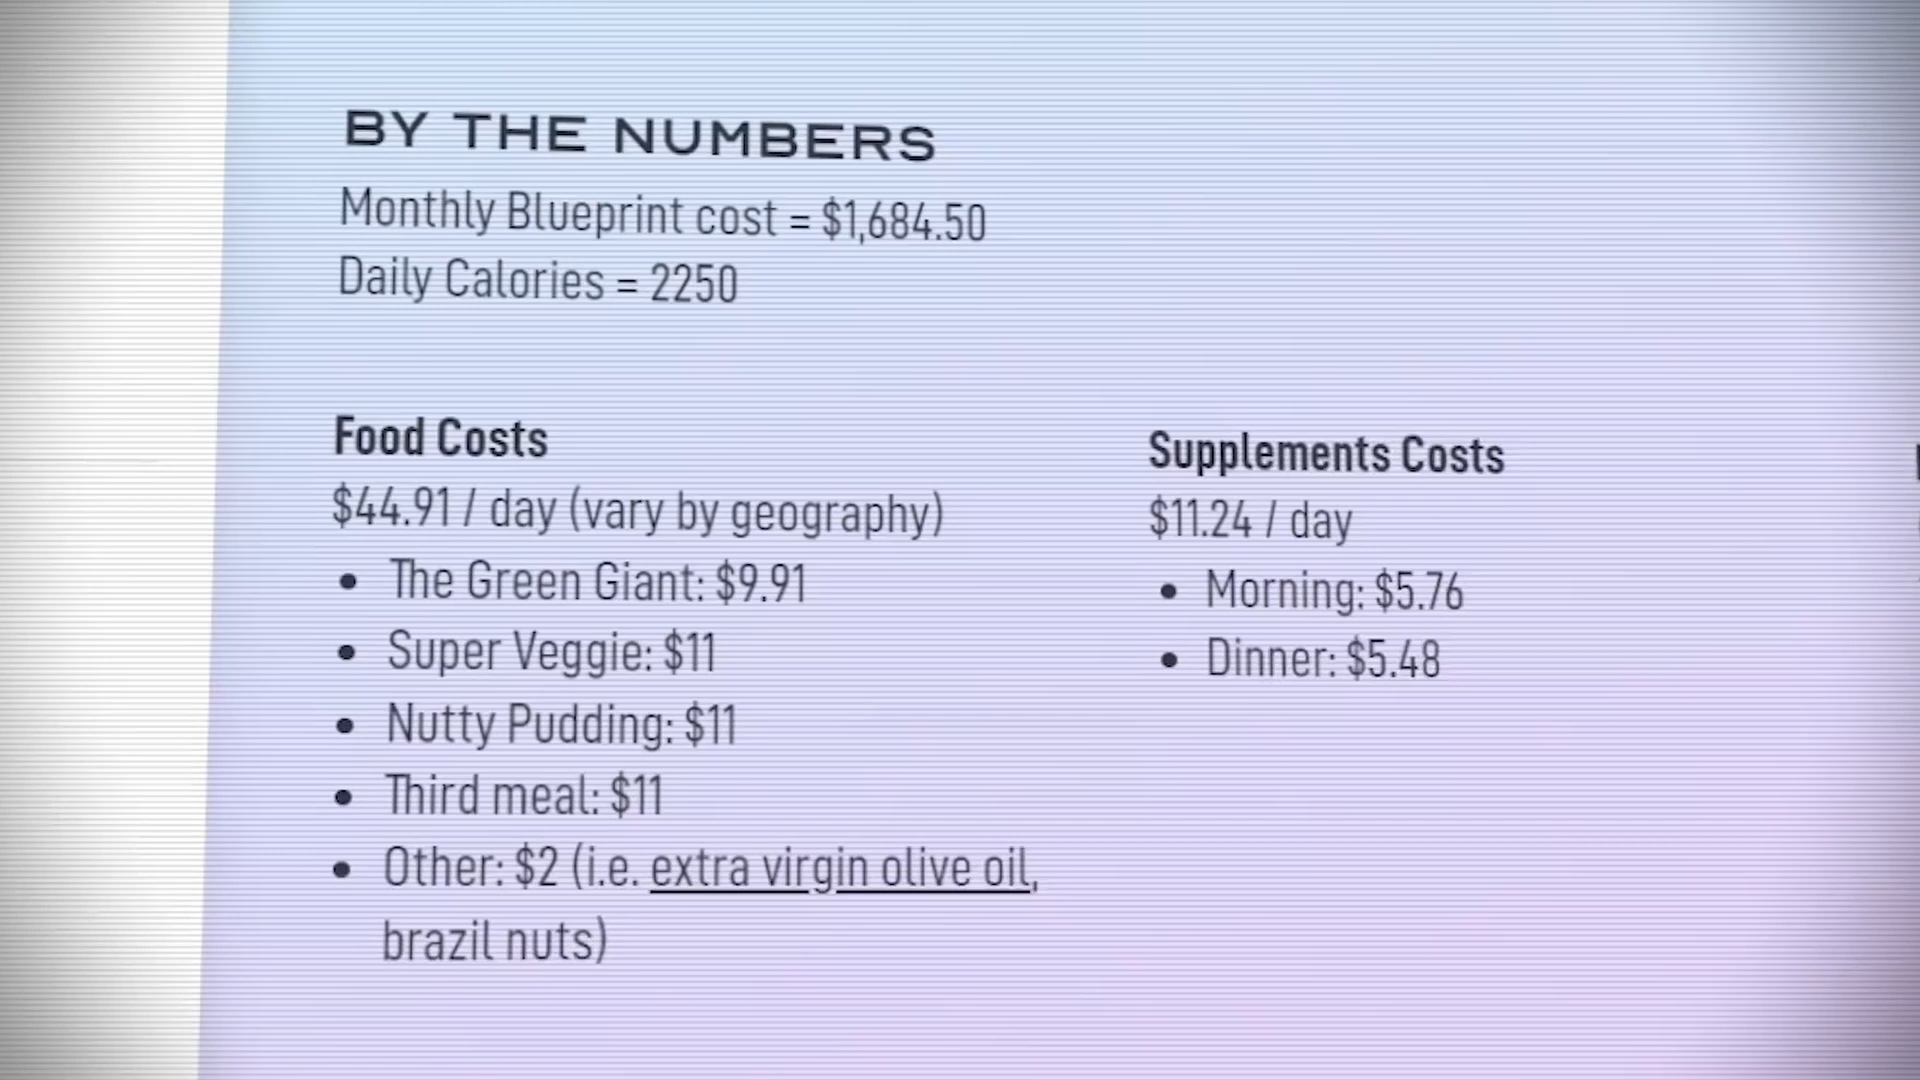 BY THE NUMBERS
Monthly Blueprint cost = $1,684.50
Daily Calories = 2250
Food Costs
$44.91 / day (vary by geography)
• The Green Giant: $9.91
• Super Veggie: $11
• Nutty Pudding: $11
• Third meal: $11
• Other: $2 (i.e. extra virgin olive oil,
brazil nuts)
Supplements Costs
$11.24 / day
• Morning: $5.76
• Dinner: $5.48